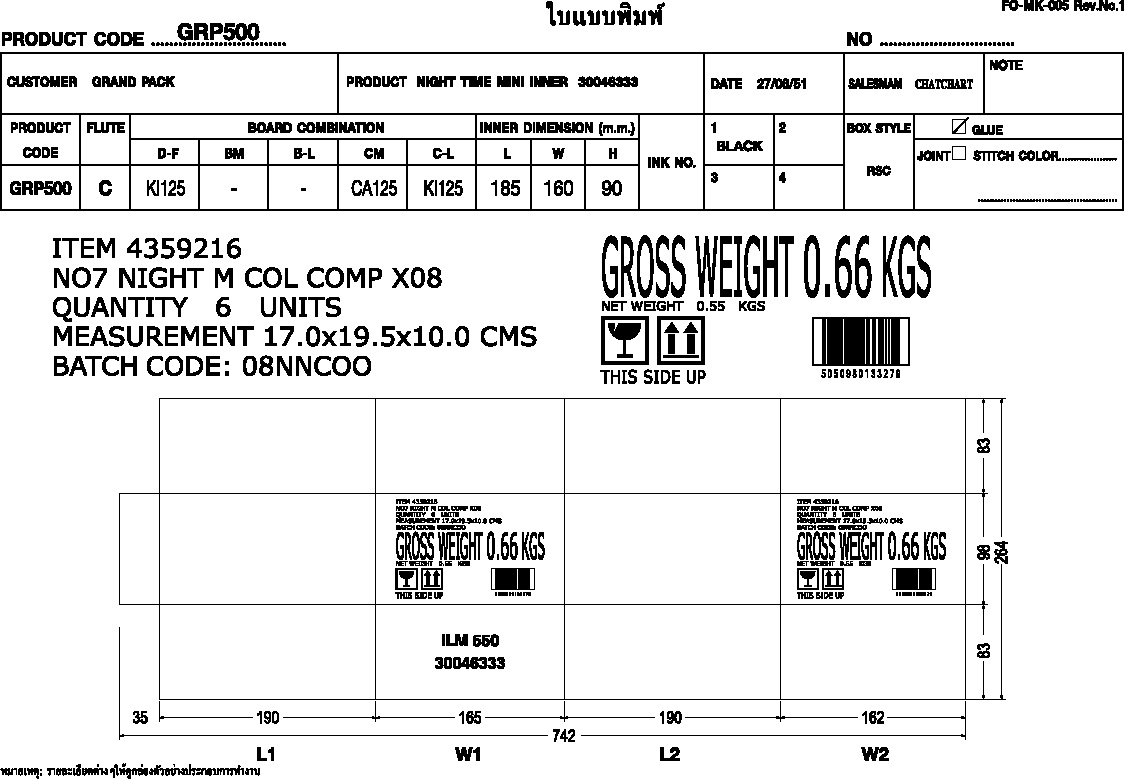 FO-MK-005 Rev.No.1
ใบแบบพิมพ์
PRODUCT CODE GRP500
NO
CUSTOMER GRAND PACK
PRODUCT NIGHT TIME MINI INNER 30046333
DATE 27/08/51
SALESMAN CHATCHART
NOTE
PRODUCT CODE
FLUTE
BOARD COMBINATION
INNER DIMENSION (m.m.)
INK NO.
1 BLACK
2
3
4
BOX STYLE
RSC
GLUE
JOINT STITCH COLOR
D-F BM B-L CM C-L L W H
GRP500 C KI125 - - CA125 KI125 185 160 90
ITEM 4359216
NO7 NIGHT M COL COMP X08
QUANTITY 6 UNITS
MEASUREMENT 17.0x19.5x10.0 CMS
BATCH CODE: 08NNCOO
GROSS WEIGHT 0.66 KGS
NET WEIGHT 0.55 KGS
THIS SIDE UP
5050980133276
ITEM 4359216
NO7 NIGHT M COL COMP X08
QUANTITY 6 UNITS
MEASUREMENT 17.0x19.5x10.0 CMS
BATCH CODE: 08NNCOO
GROSS WEIGHT 0.66 KGS
NET WEIGHT 0.55 KGS
THIS SIDE UP
ITEM 4359216
NO7 NIGHT M COL COMP X08
QUANTITY 6 UNITS
MEASUREMENT 17.0x19.5x10.0 CMS
BATCH CODE: 08NNCOO
GROSS WEIGHT 0.66 KGS
NET WEIGHT 0.55 KGS
THIS SIDE UP
83
98
264
83
ILM 550
30046333
35 190 165 190 162
742
L1 W1 L2 W2
หมายเหตุ: รายละเอียดต่าง ๆให้ดูกล่องตัวอย่างประกอบการทำงาน